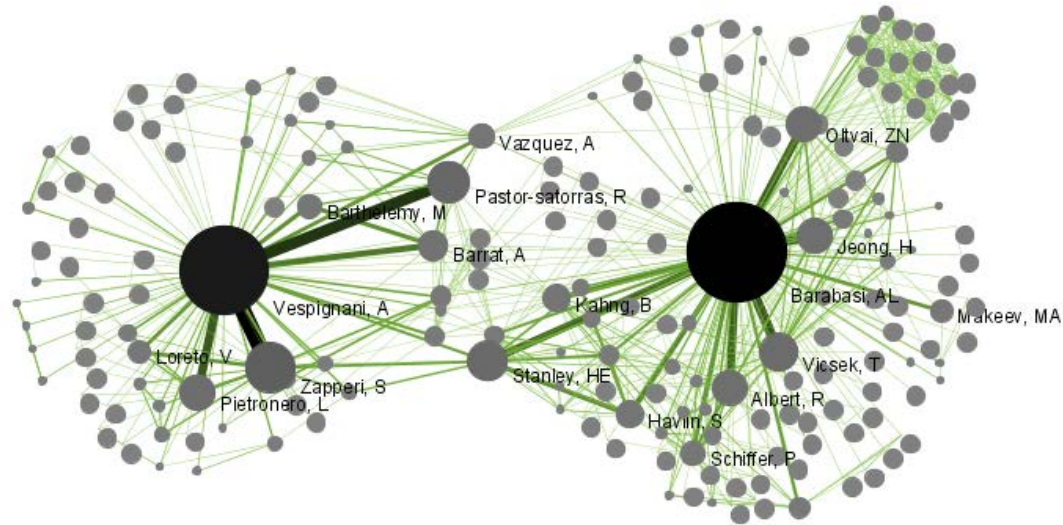 Oltvai, ZN
Vazquez, A
Pastor-satorras, R
Barthelemy, M
Barrat, A
Jeong, H
Barabasi, AL
Vespignani, A
Kahng, B
Makeev, MA
Loreto, V
Vicsek, T
Stanley, HE
Zapperi, S
Pietronero, L
Albert, R
Havlin, S
Schiffer, P